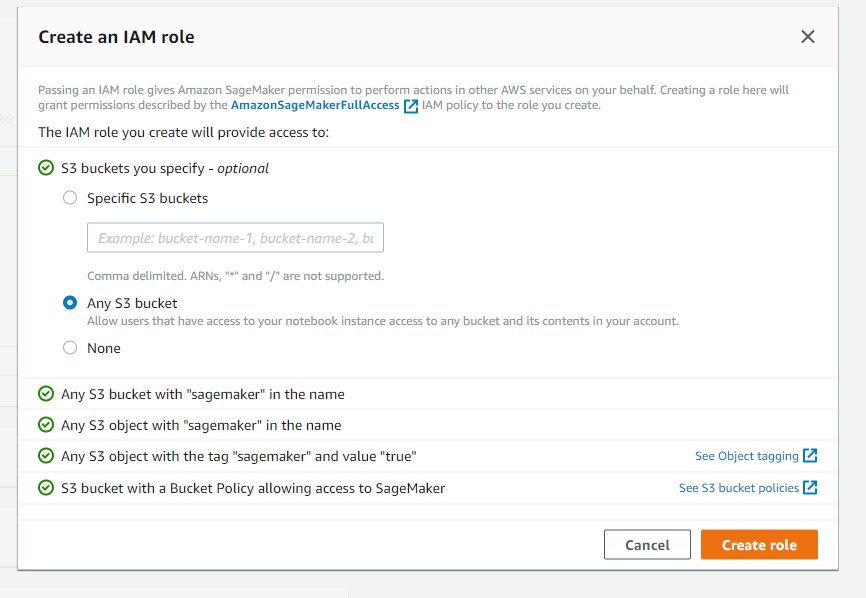 Create an IAM role
Passing an IAM role gives Amazon SageMaker permission to perform actions in other AWS services on your behalf. Creating a role here will
grant permissions described by the AmazonSageMakerFullAccess IAM policy to the role you create.
The IAM role you create will provide access to:
S3 buckets you specify - optional
Specific S3 buckets
Example: bucket-name-1, bucket-name-2, bu
Comma delimited. ARNs, "*" and "/" are not supported.
Any S3 bucket
Allow users that have access to your notebook instance access to any bucket and its contents in your account.
None
Any S3 bucket with "sagemaker" in the name
Any S3 object with "sagemaker" in the name
Any S3 object with the tag "sagemaker" and value "true"
See Object tagging
S3 bucket with a Bucket Policy allowing access to SageMaker
See S3 bucket policies
Cancel
Create role